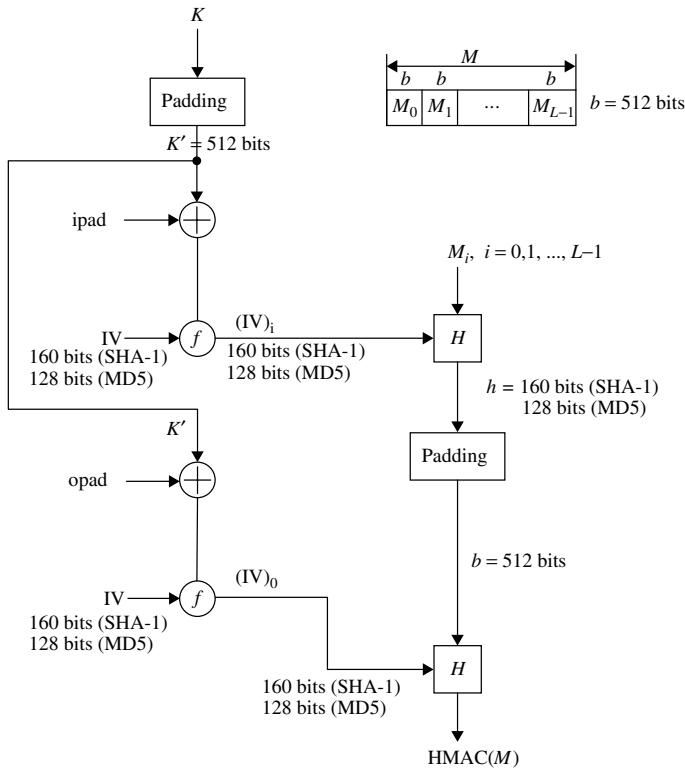 K
M
b b b
Padding
M0 M1 ... ML−1 b = 512 bits
K′ = 512 bits
ipad
Mi, i = 0,1, ..., L−1
IV
f
(IV)i
H
160 bits (SHA-1)
128 bits (MD5)
160 bits (SHA-1)
128 bits (MD5)
h = 160 bits (SHA-1)
128 bits (MD5)
K′
Padding
opad
b = 512 bits
IV
f
(IV)0
160 bits (SHA-1)
128 bits (MD5)
H
160 bits (SHA-1)
128 bits (MD5)
HMAC(M)